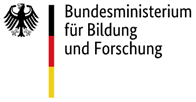 Bundesministerium
für Bildung
und Forschung